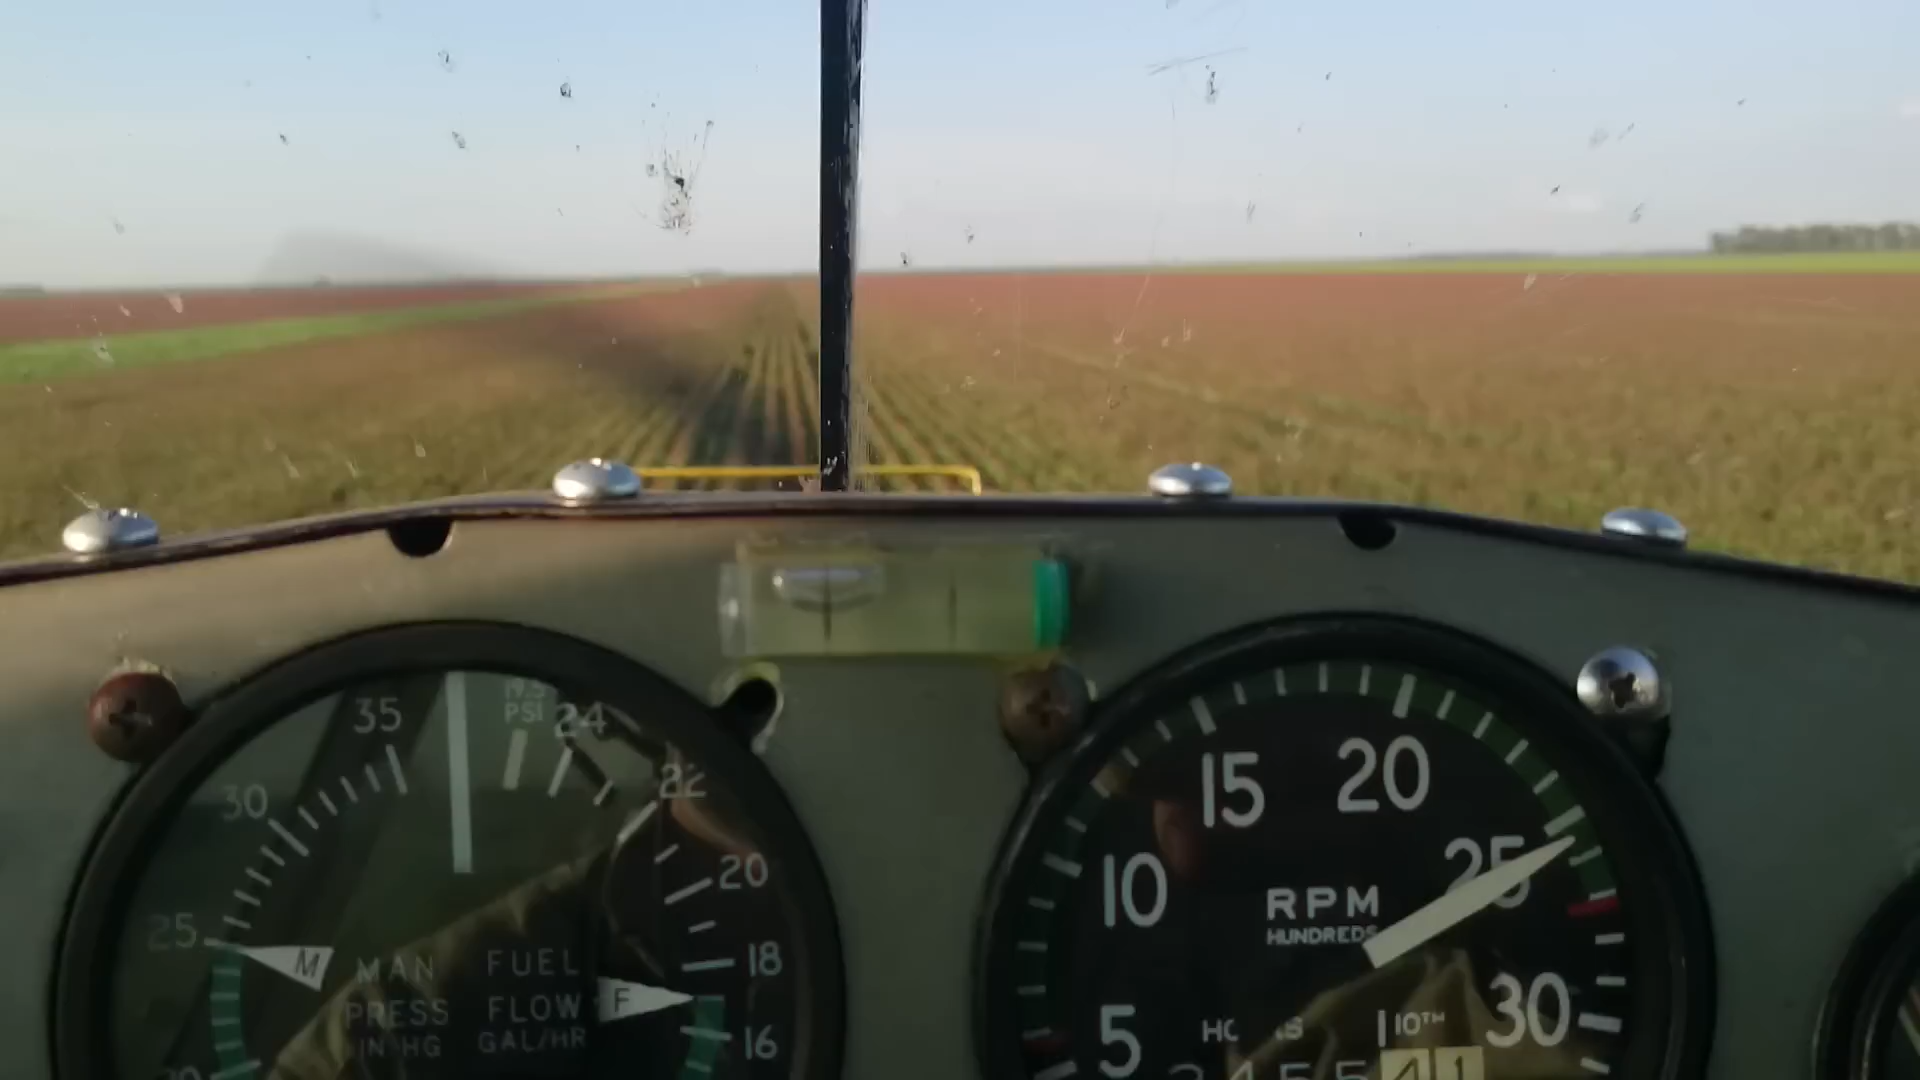 35
19.5
PSI
24
30
22
25
20
18
M
F
MAN
PRESS
IN HG
FUEL
FLOW
GAL/HR
16
15
20
10
25
RPM
HUNDREDS
5
30
10TH
41